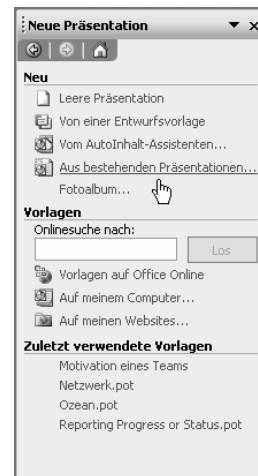 Neue Präsentation
Neu
Leere Präsentation
Von einer Entwurfsvorlage
Vom AutoInhalt-Assistenten...
Aus bestehenden Präsentationen...
Fotoalbum...
Vorlagen
Onlinesuche nach:
Los
Vorlagen auf Office Online
Auf meinem Computer...
Auf meinen Websites...
Zuletzt verwendete Vorlagen
Motivation eines Teams
Netzwerk.pot
Ozean.pot
Reporting Progress or Status.pot